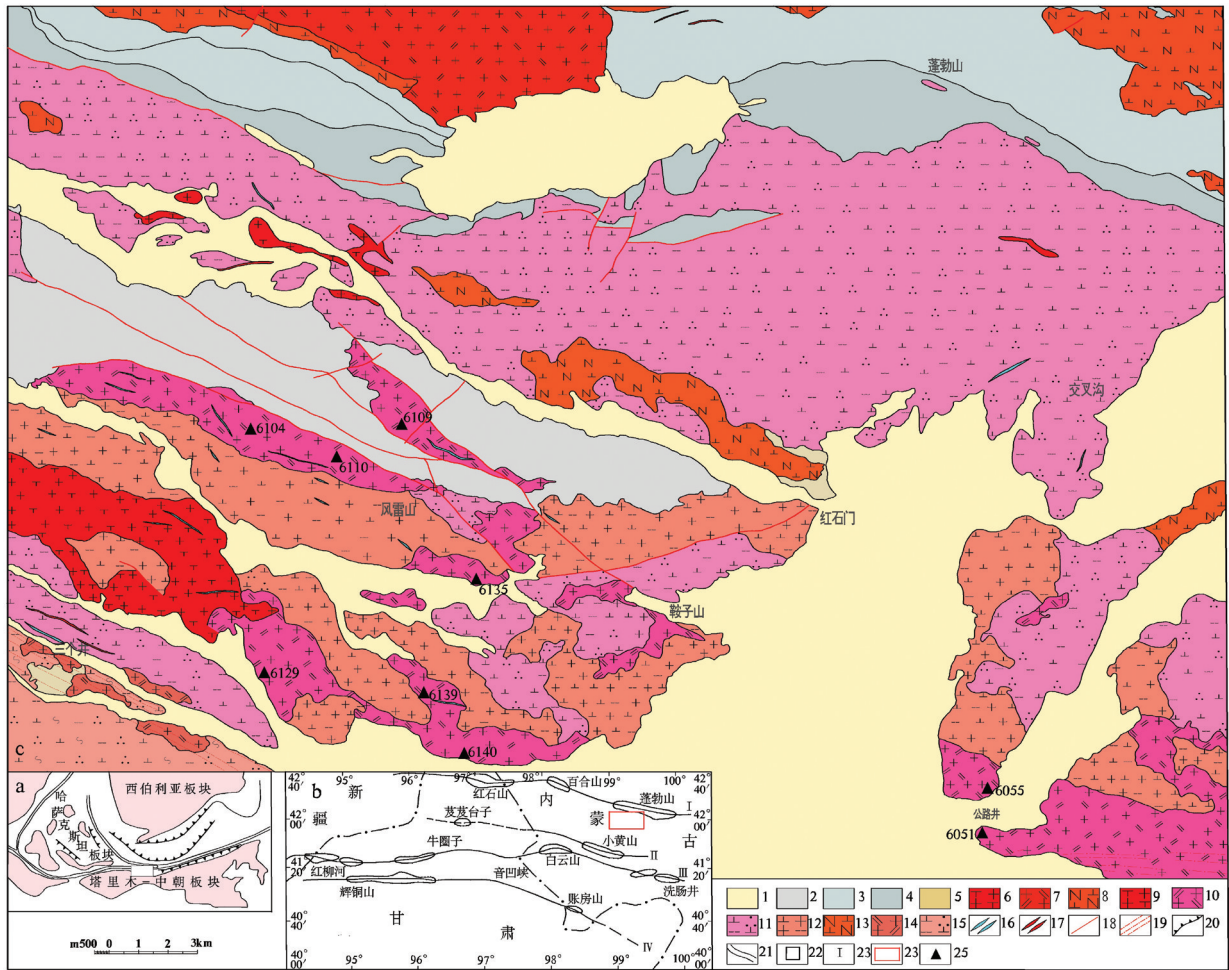 蓬勃山
交叉沟
6109
6104
6110
风雷山
红石门
6135
鞍子山
三个井
6129
6139
6140
6055
公路井
6051
c
a
西伯利亚板块
哈
萨
克
斯
坦
板块
塔里木—中朝板块
m500 0 1 2 3km
b
95° 96° 97° 98° 99° 100°
42°
40′
42°
00′
41°
20′
40°
40′
40°
00′
42°
40′
42°
00′
41°
20′
40°
40′
40°
00′
94° 95° 96° 97° 98° 99° 100°
新
疆
内
蒙
古
甘
肃
红石山
百合山
蓬勃山
I
芨芨台子
牛圈子
小黄山
白云山
II
红柳河
辉铜山
音凹峡
III
洗肠井
账房山
IV
1 2 3 4 5 6 7 8 9 10
11 12 13 14 15 16 17 18 19 20
21 22 I 23 23 25